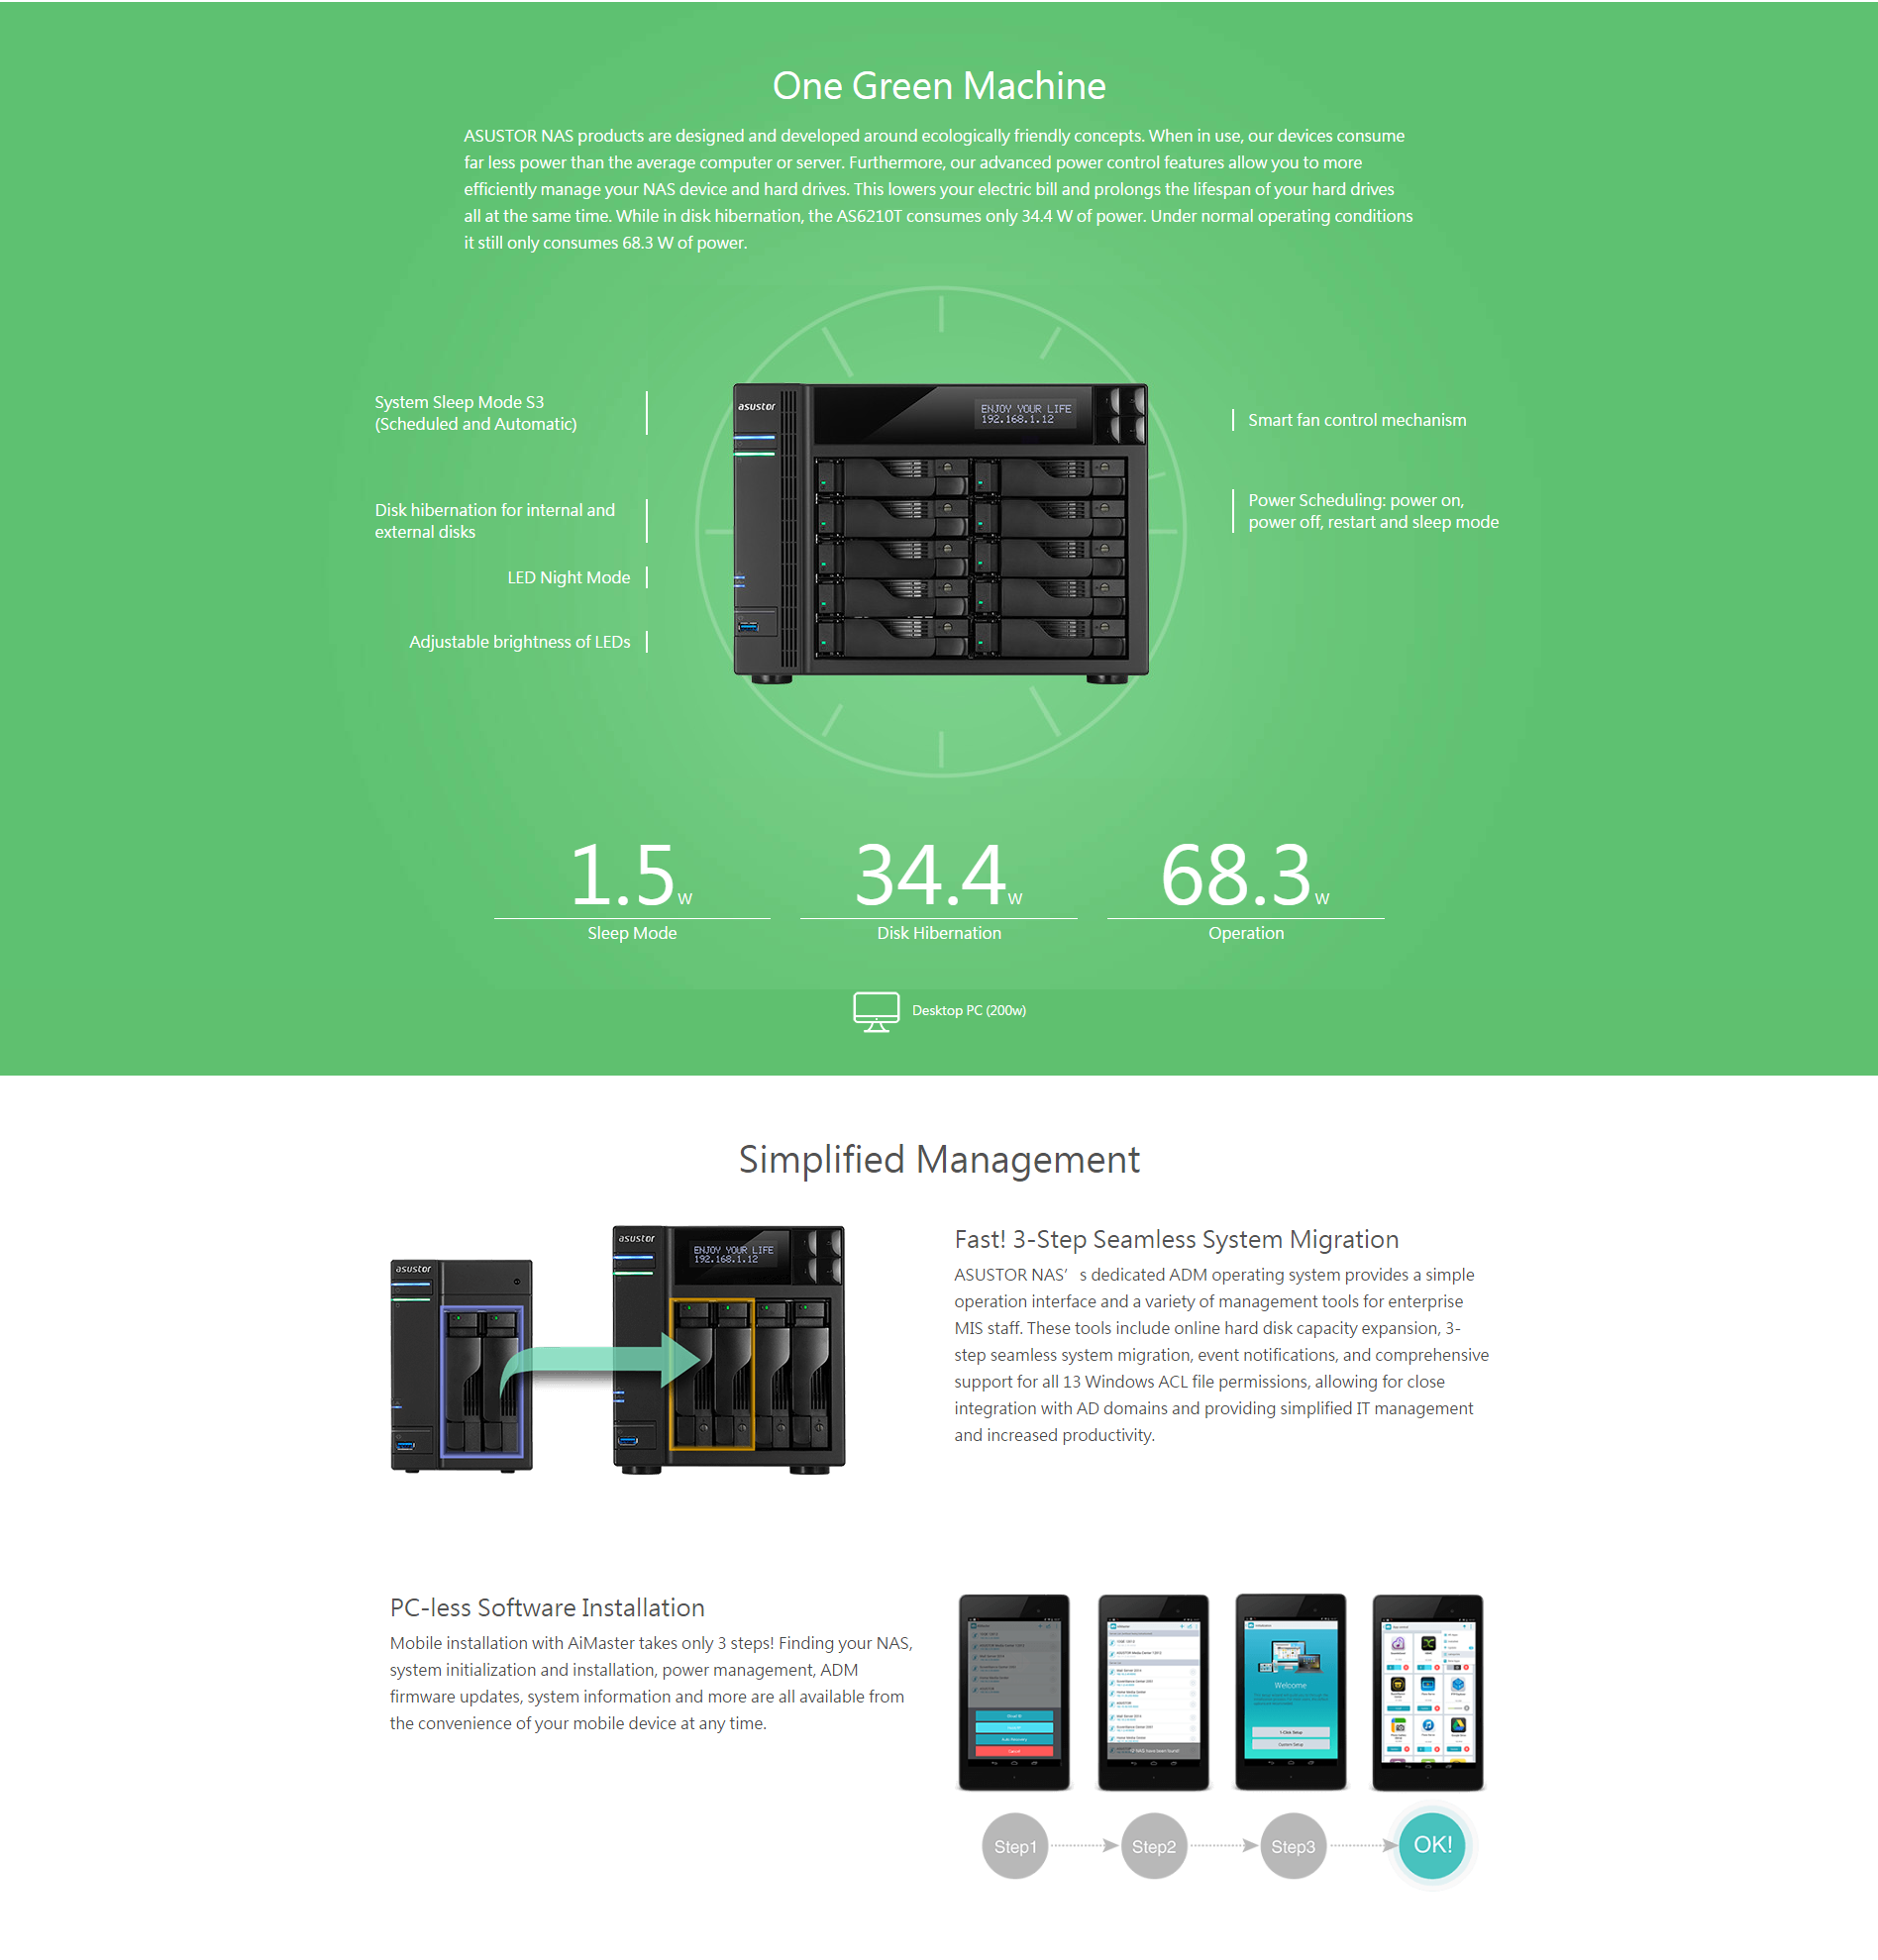 One Green Machine
ASUSTOR NAS products are designed and developed around ecologically friendly concepts. When in use, our devices consume
far less power than the average computer or server. Furthermore, our advanced power control features allow you to more
efficiently manage your NAS device and hard drives. This lowers your electric bill and prolongs the lifespan of your hard drives
all at the same time. While in disk hibernation, the AS6210T consumes only 34.4 W of power. Under normal operating conditions
it still only consumes 68.3 W of power.
System Sleep Mode S3
(Scheduled and Automatic)
Disk hibernation for internal and
external disks
LED Night Mode
Adjustable brightness of LEDs
asustor
ENJOY YOUR LIFE
192.168.1.12
Smart fan control mechanism
Power Scheduling: power on,
power off, restart and sleep mode
1.5 W
Sleep Mode
34.4 W
Disk Hibernation
68.3 W
Operation
Desktop PC (200w)
Simplified Management
asustor
asustor
ENJOY YOUR LIFE
192.168.1.12
Fast! 3-Step Seamless System Migration
ASUSTOR NAS’s dedicated ADM operating system provides a simple
operation interface and a variety of management tools for enterprise
MIS staff. These tools include online hard disk capacity expansion, 3-
step seamless system migration, event notifications, and comprehensive
support for all 13 Windows ACL file permissions, allowing for close
integration with AD domains and providing simplified IT management
and increased productivity.
PC-less Software Installation
Mobile installation with AiMaster takes only 3 steps! Finding your NAS,
system initialization and installation, power management, ADM
firmware updates, system information and more are all available from
the convenience of your mobile device at any time.
Auto Recovery
Cancel
Welcome
1-Click Setup
Custom Setup
Step1
Step2
Step3
OK!